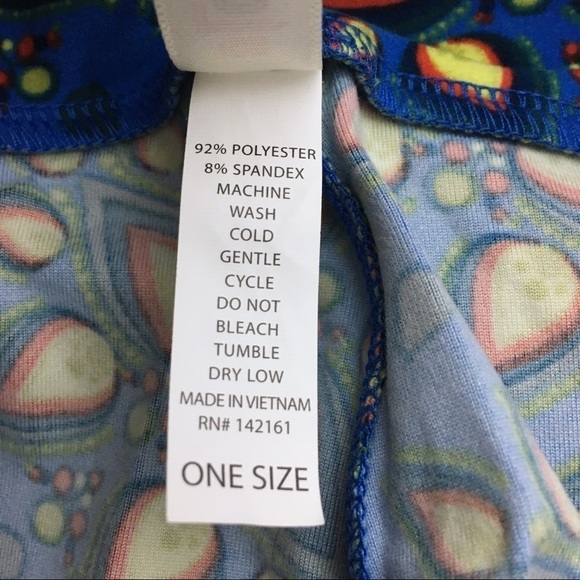 92% POLYESTER
8% SPANDEX
MACHINE
WASH
COLD
GENTLE
CYCLE
DO NOT
BLEACH
TUMBLE
DRY LOW
MADE IN VIETNAM
RN# 142161
ONE SIZE